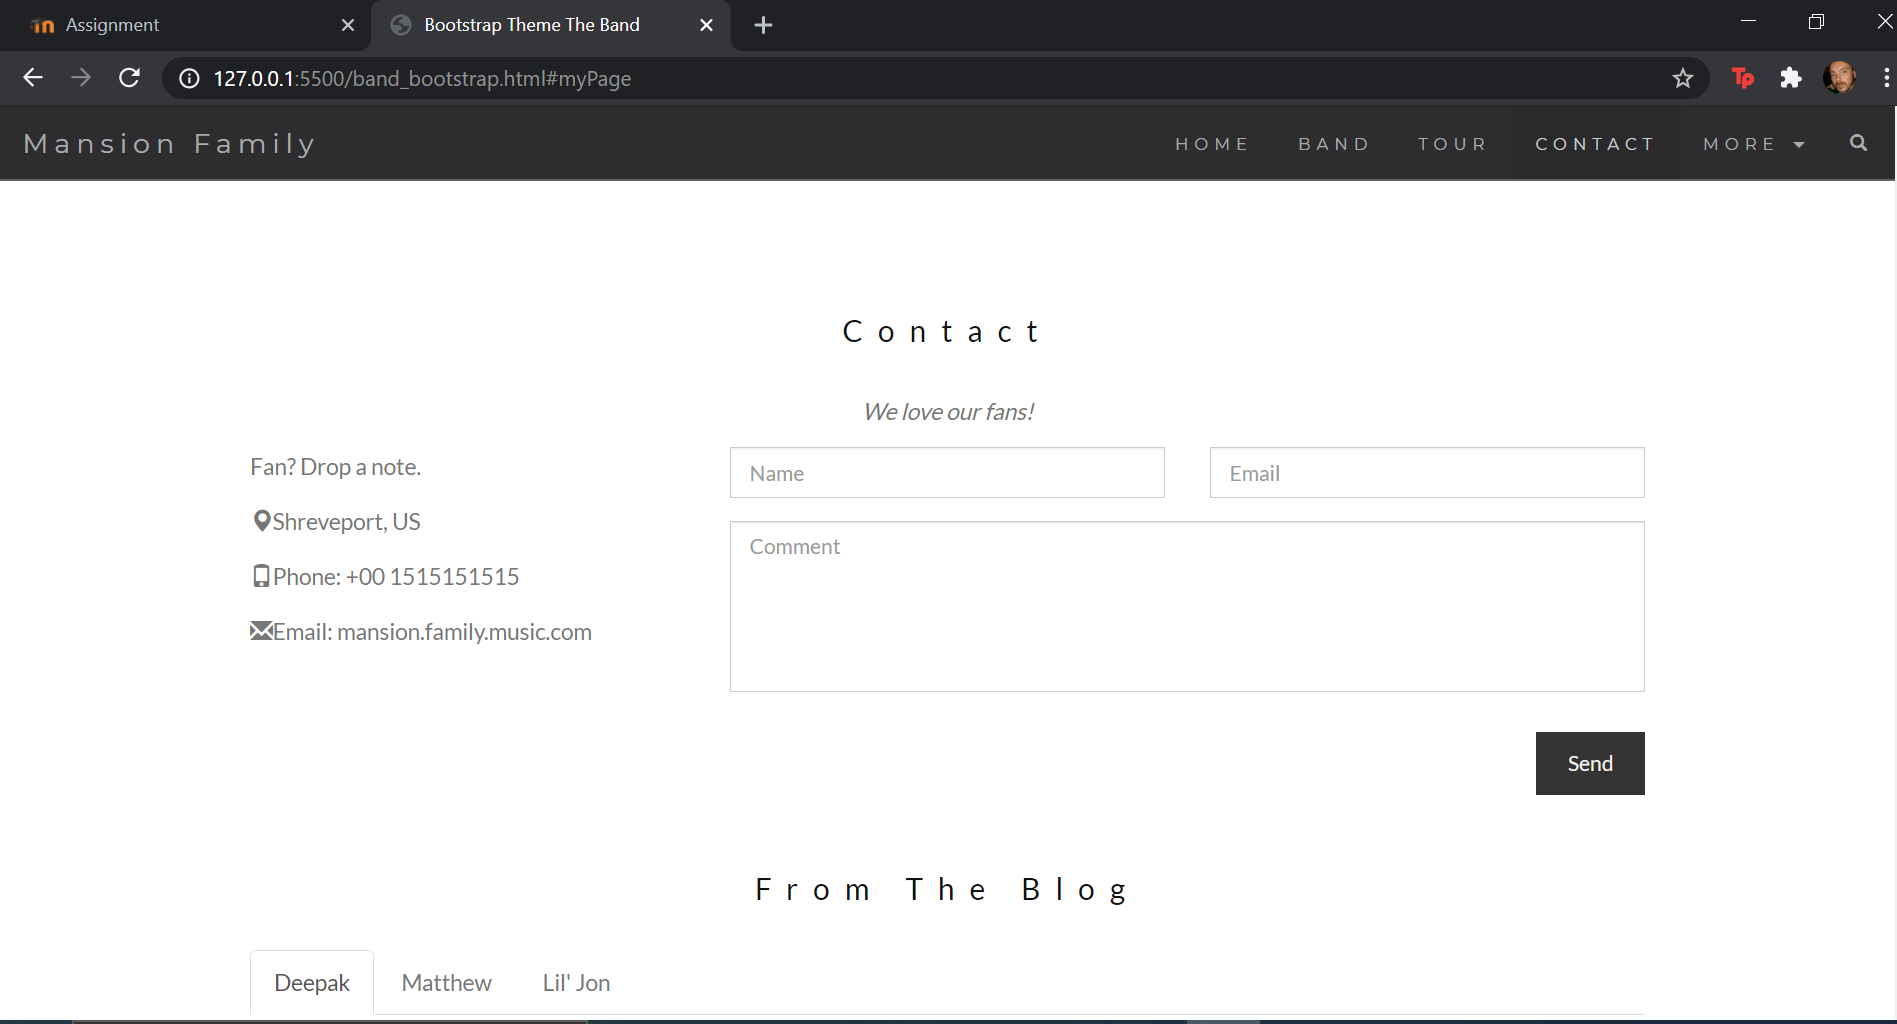 Assignment
Bootstrap Theme The Band
127.0.0.1:5500/band_bootstrap.html#myPage
Tp
Mansion Family HOME BAND TOUR CONTACT MORE
Contact
We love our fans!
Fan? Drop a note.
Name Email
Shreveport, US
Comment
Phone: +00 1515151515
Email: mansion.family.music.com
Send
From The Blog
Deepak Matthew Lil' Jon